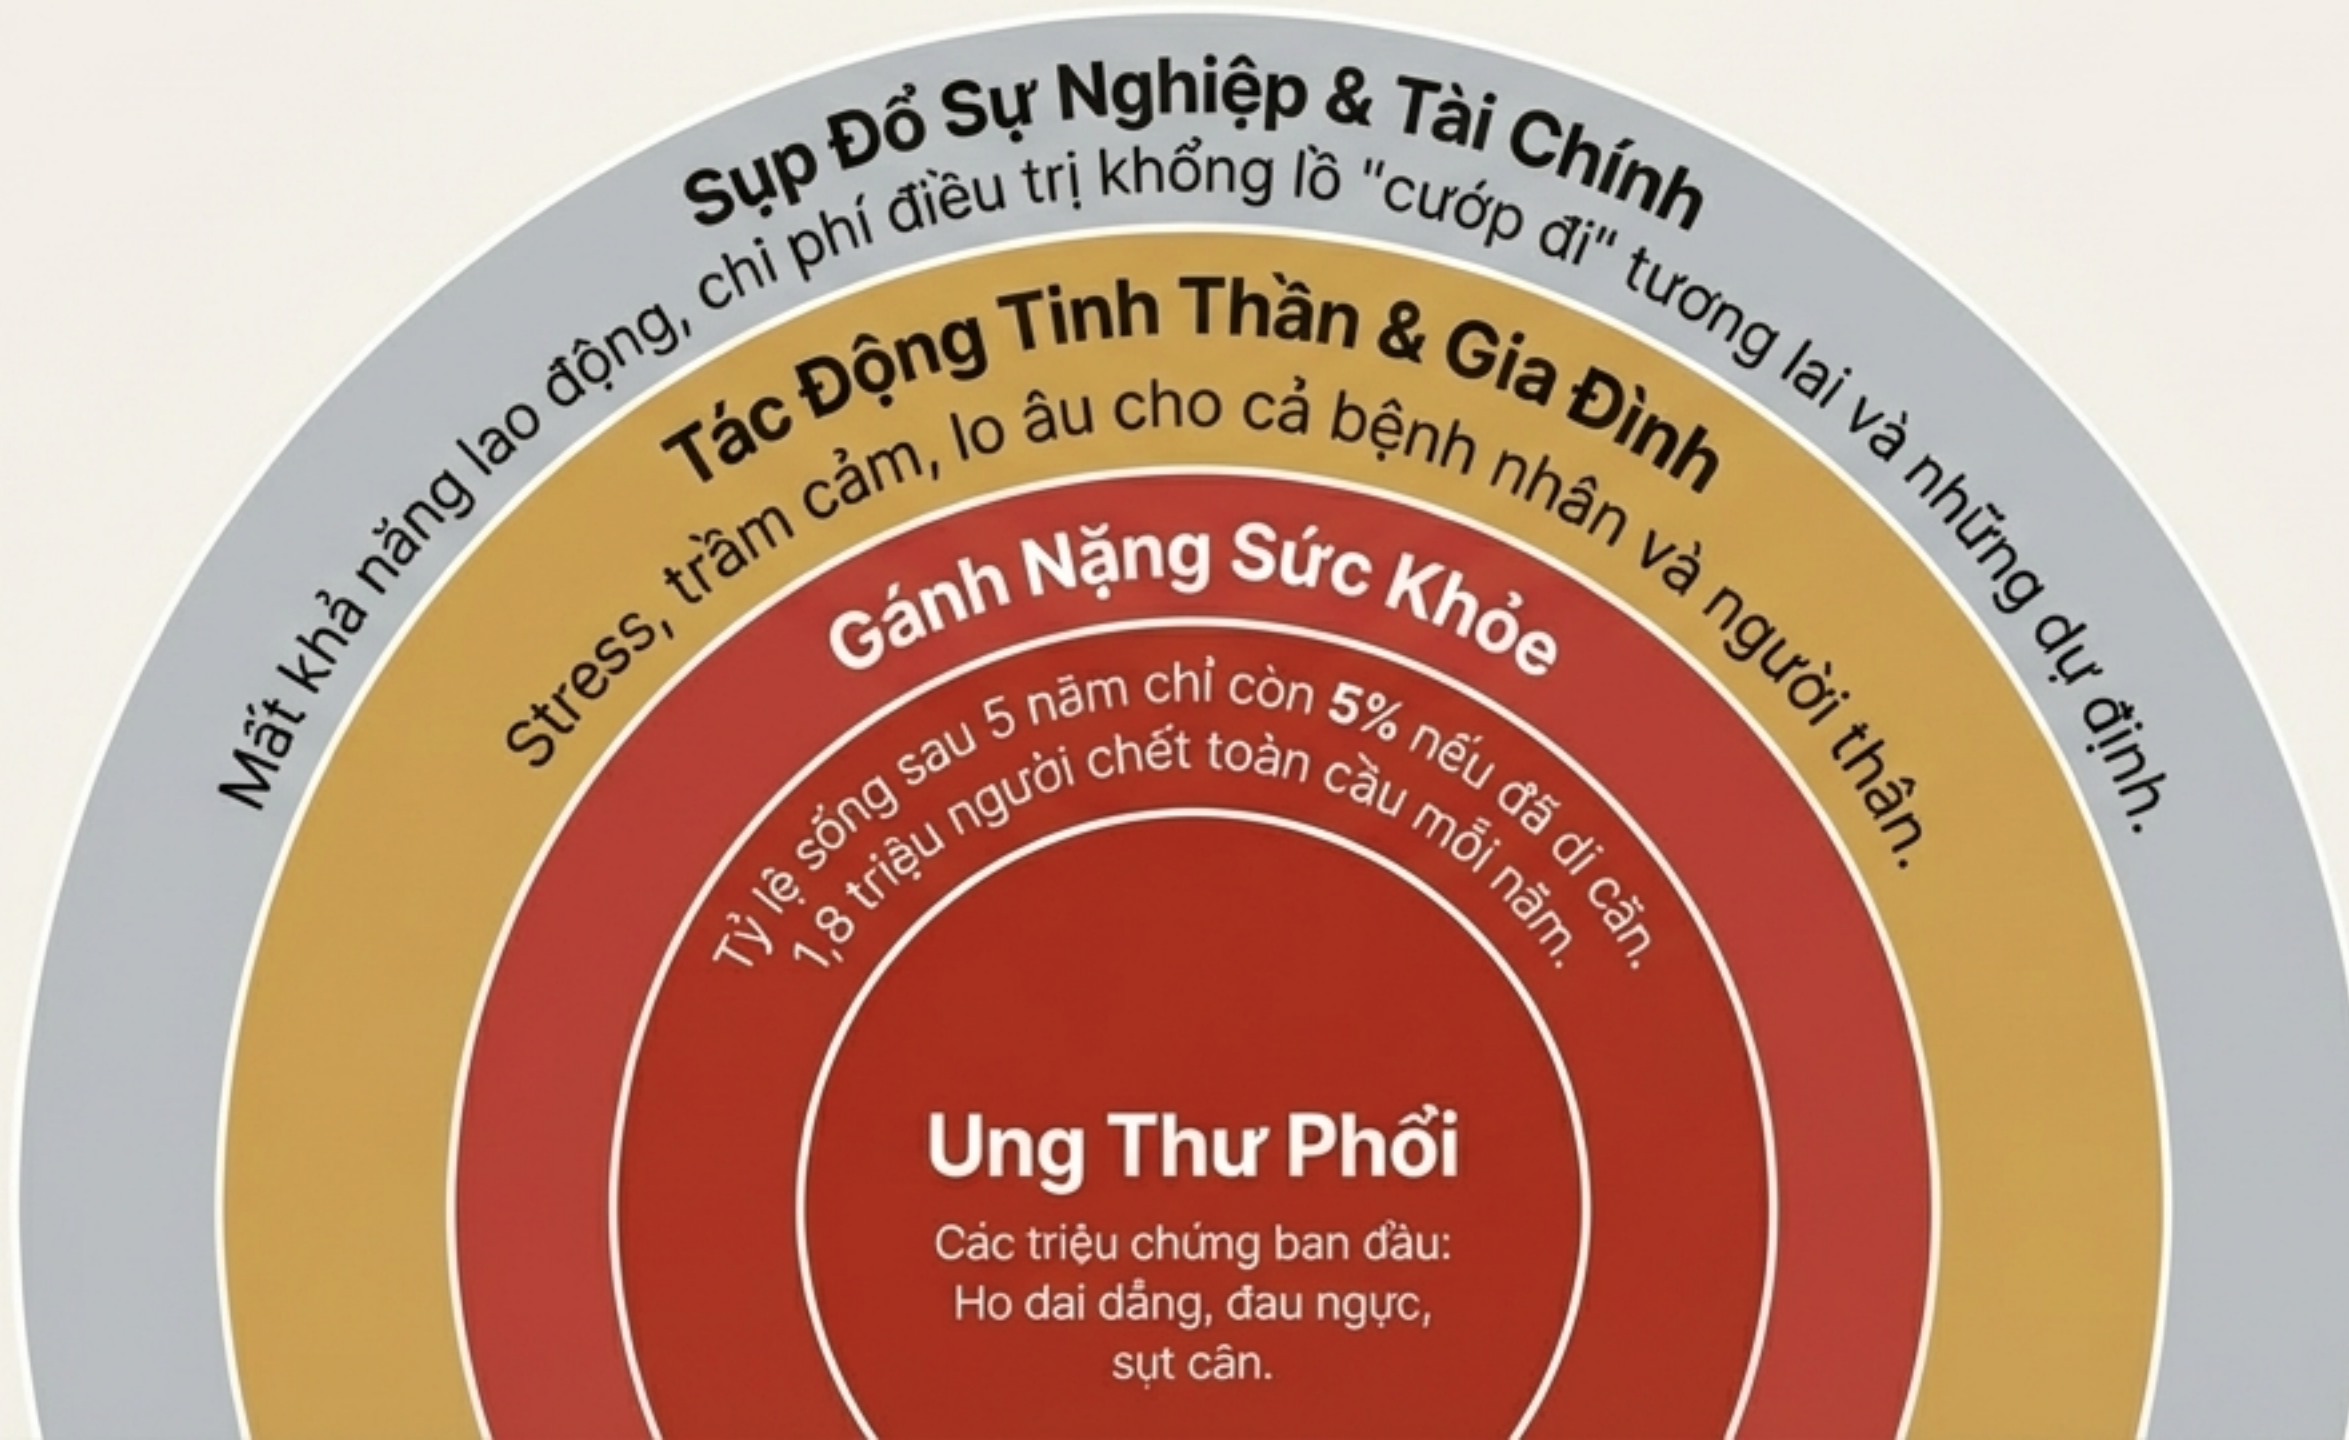 Sụp Đổ Sự Nghiệp & Tài Chính
Mất khả năng lao động, chi phí điều trị khổng lồ "cướp đi" tương lai và những dự định.
Tác Động Tinh Thần & Gia Đình
Stress, trầm cảm, lo âu cho cả bệnh nhân và người thân.
Gánh Nặng Sức Khỏe
Tỷ lệ sống sau 5 năm chỉ còn 5% nếu đã di căn.
1,8 triệu người chết toàn cầu mỗi năm.
Ung Thư Phổi
Các triệu chứng ban đầu:
Ho dai dẳng, đau ngực,
sụt cân.